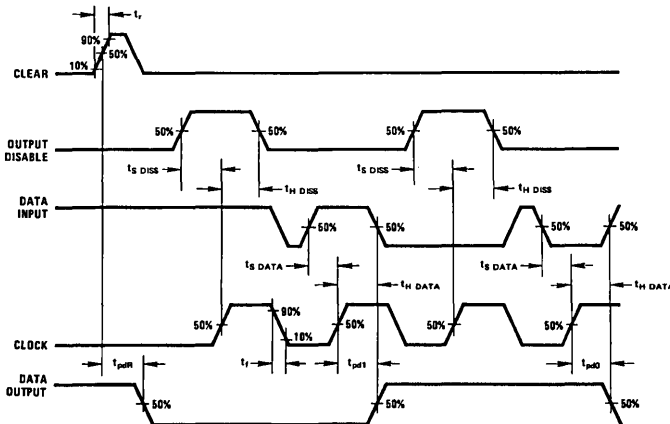 tr
90%
50%
10%
CLEAR
50%
50%
50%
50%
OUTPUT
DISABLE
tS DISS
tH DISS
tS DISS
tH DISS
DATA
INPUT
50%
50%
50%
50%
tS DATA
tH DATA
tS DATA
tH DATA
50%
90%
10%
50%
50%
50%
CLOCK
tpdR
tf
tpd1
tpd0
DATA
OUTPUT
50%
50%
50%